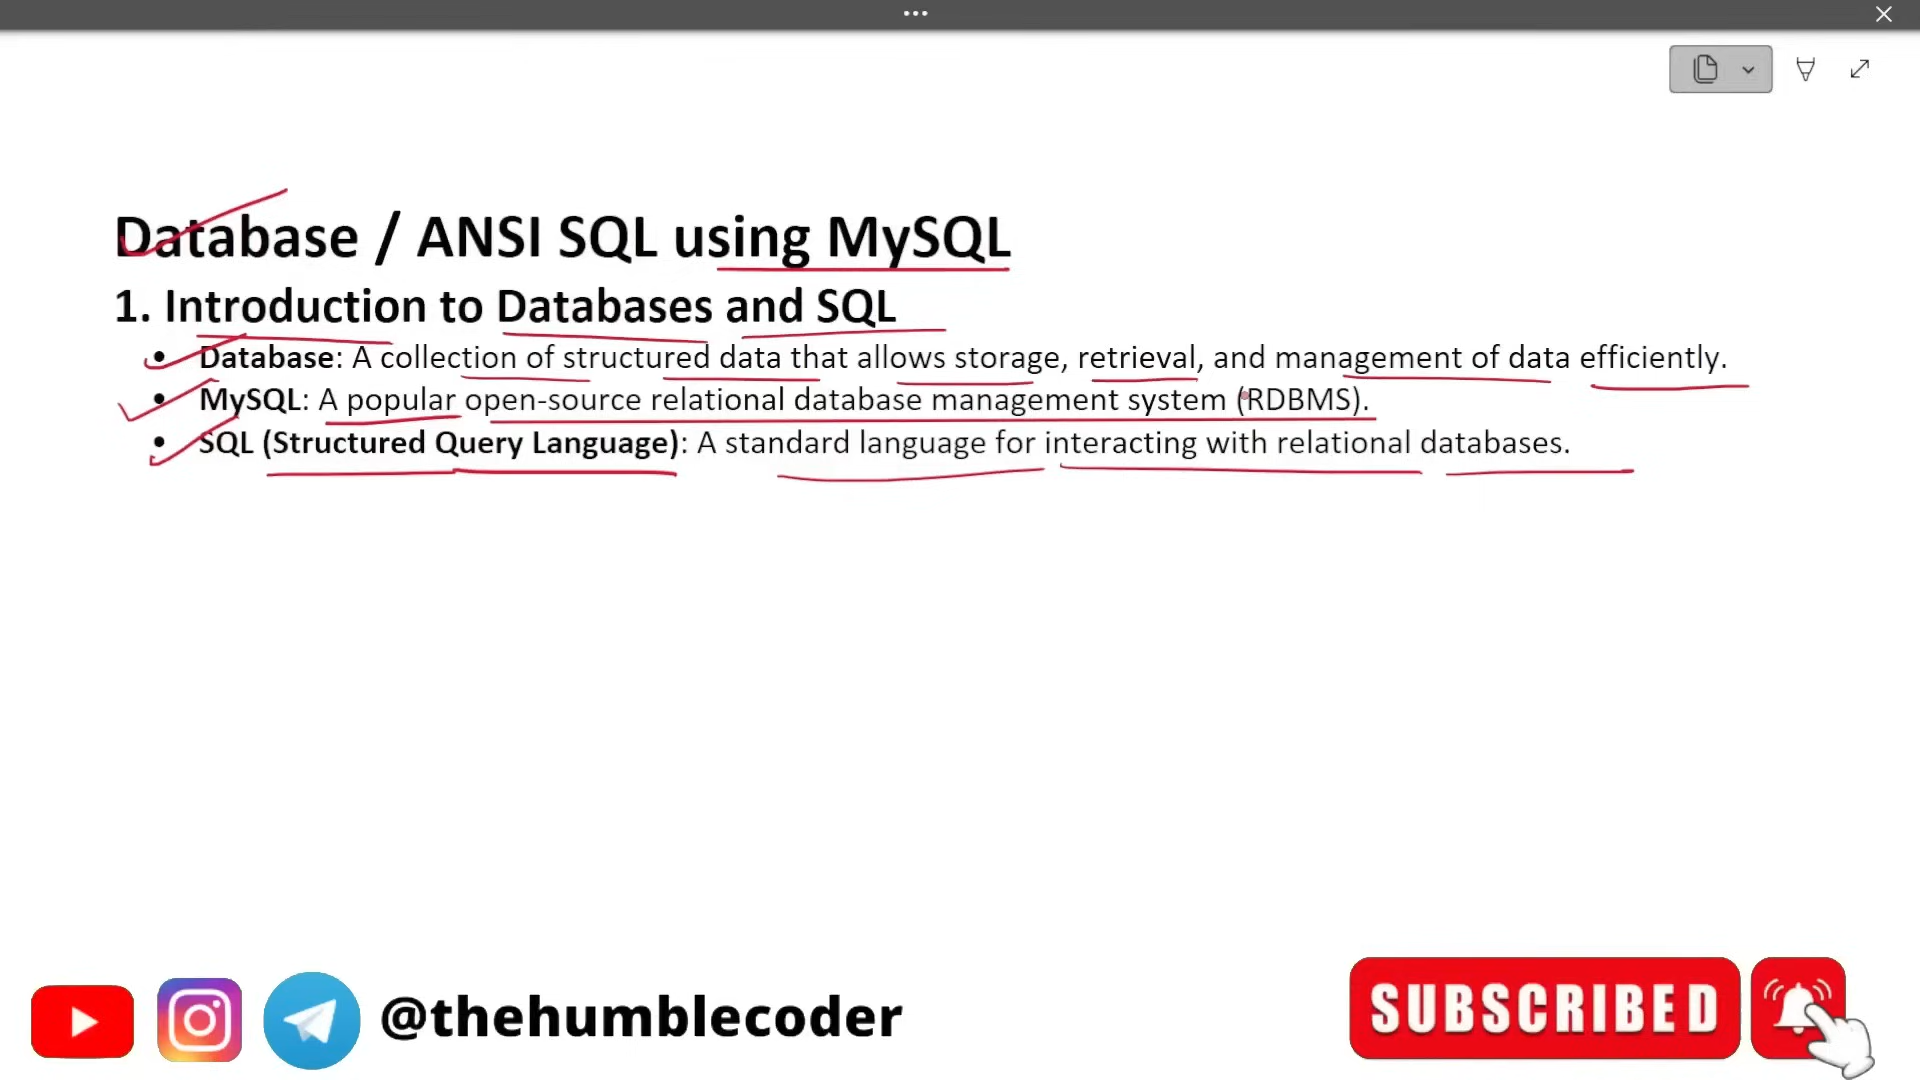 Database / ANSI SQL using MySQL
1. Introduction to Databases and SQL
• Database: A collection of structured data that allows storage, retrieval, and management of data efficiently.
• MySQL: A popular open-source relational database management system (RDBMS).
• SQL (Structured Query Language): A standard language for interacting with relational databases.
@thehumblecoder
SUBSCRIBED